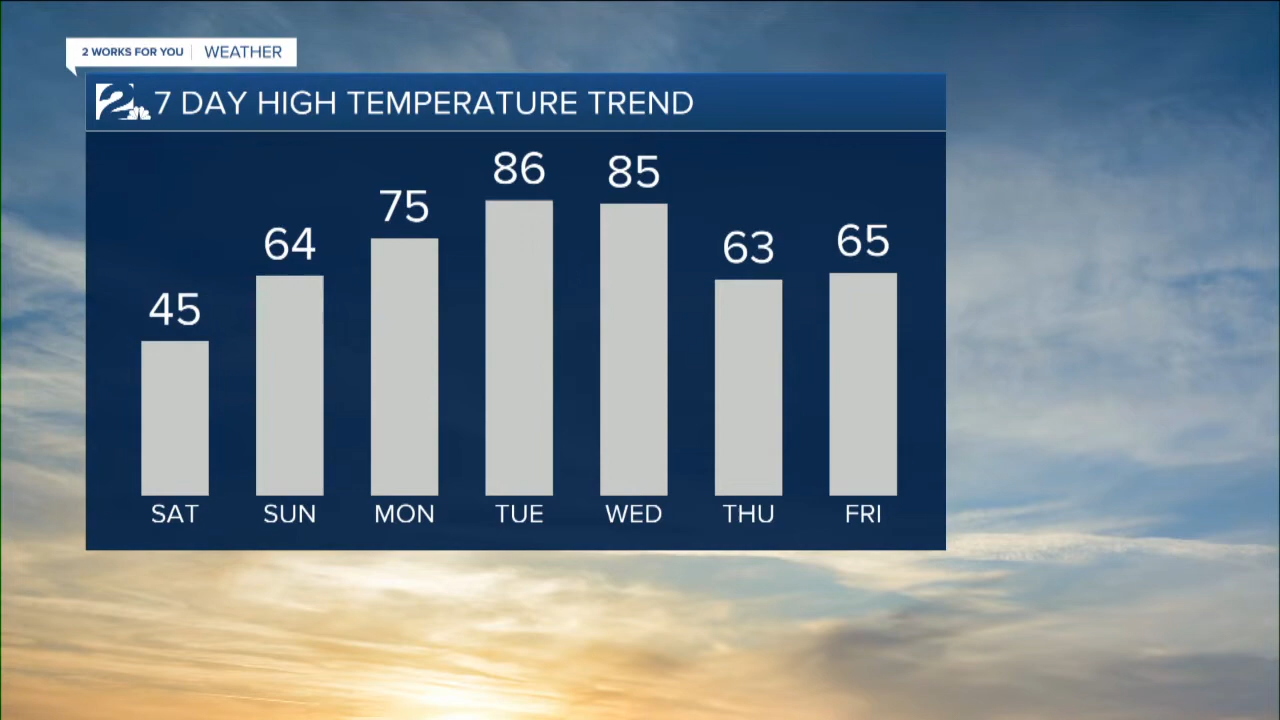 2 WORKS FOR YOU | WEATHER
2 7 DAY HIGH TEMPERATURE TREND
45 64 75 86 85 63 65
SAT SUN MON TUE WED THU FRI